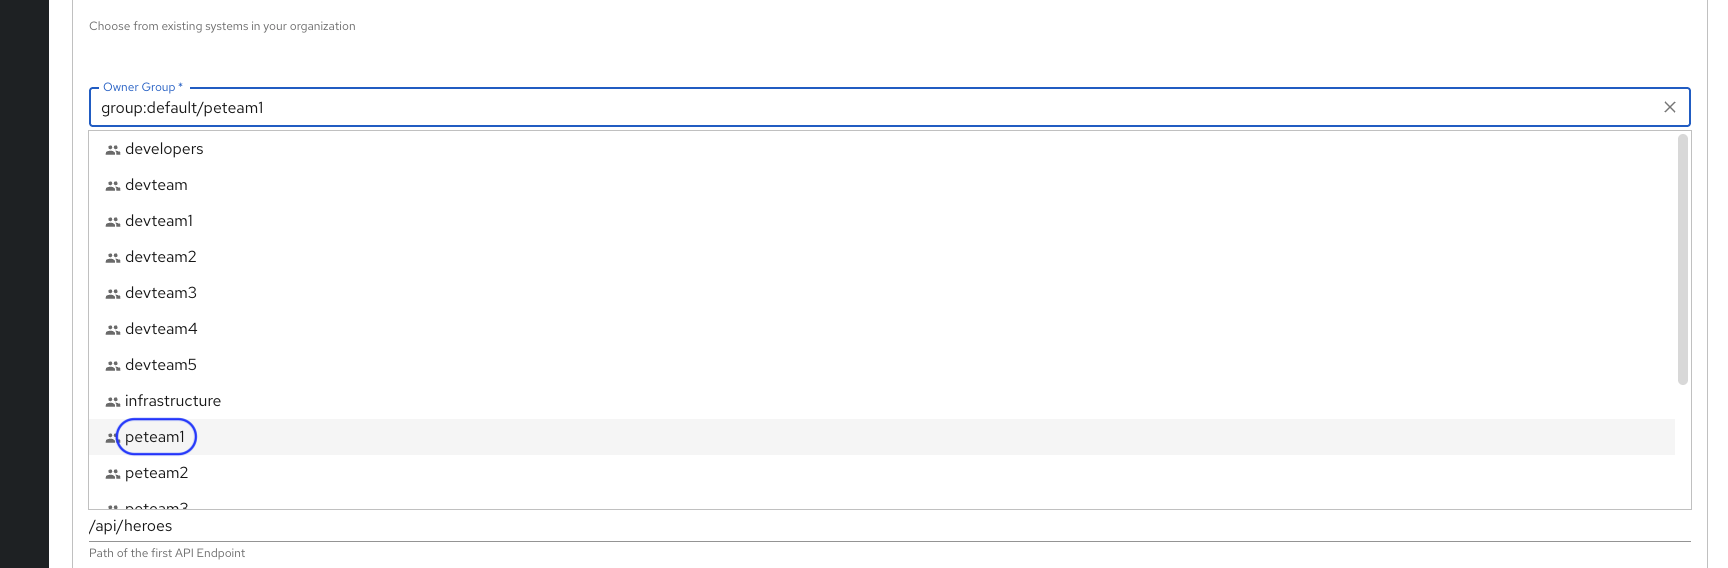 Choose from existing systems in your organization
Owner Group *
group:default/peteam1
developers
devteam
devteam1
devteam2
devteam3
devteam4
devteam5
infrastructure
peteam1
peteam2
peteam3
/api/heroes
Path of the first API Endpoint